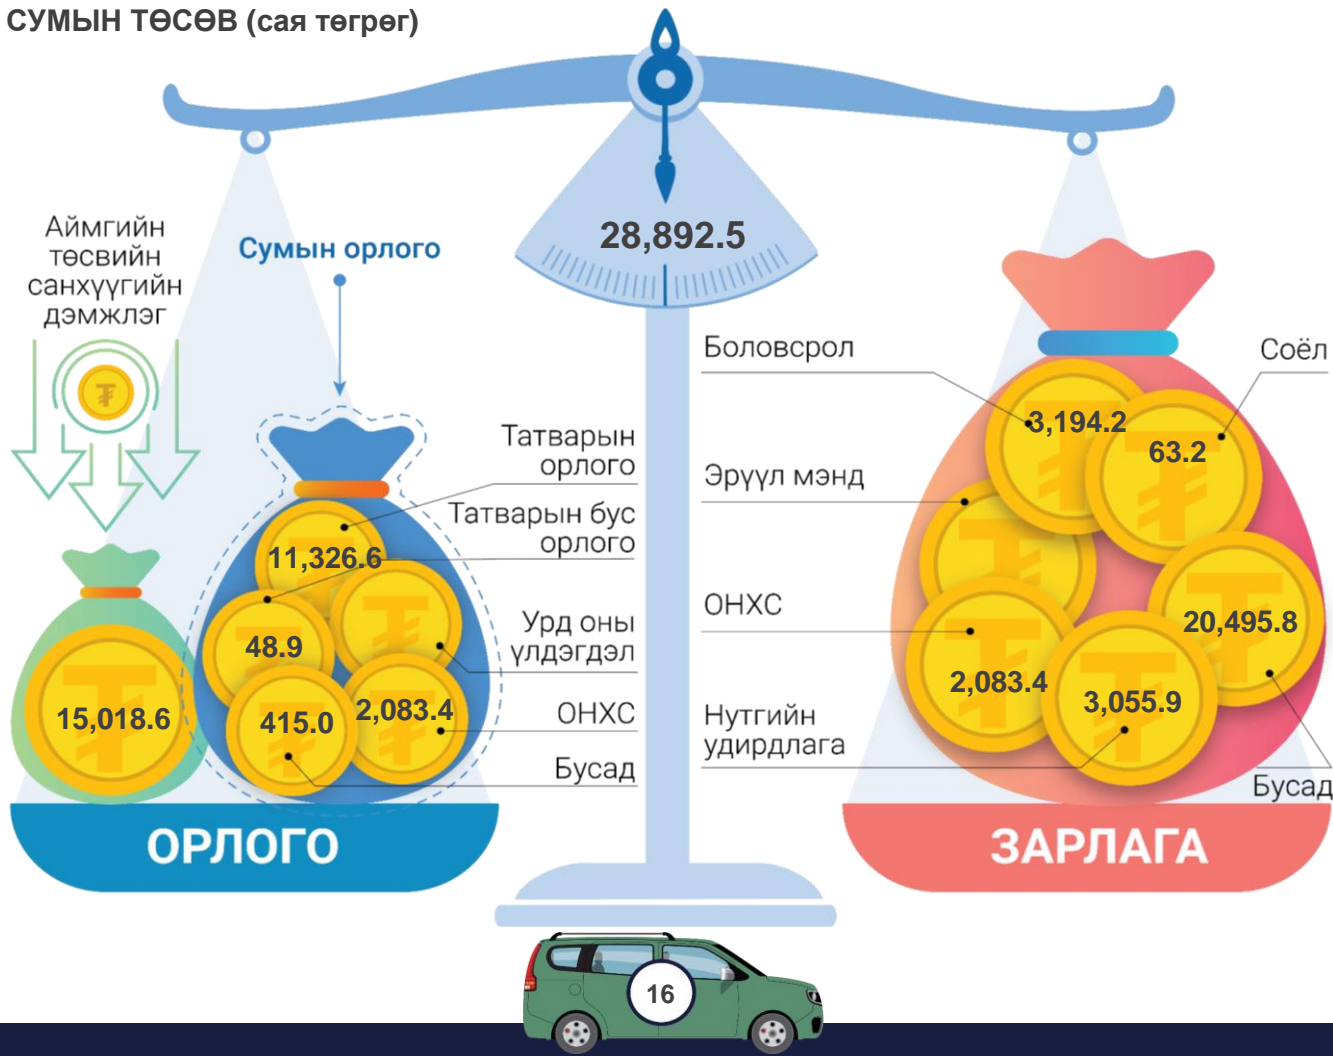 СУМЫН ТӨСӨВ (сая төгрөг)
28,892.5
Аймгийн
төсвийн
санхүүгийн
дэмжлэг
Сумын орлого
Татварын
орлого
Татварын бус
орлого
Урд оны
үлдэгдэл
ОНХС
Бусад
11,326.6
48.9
415.0
2,083.4
15,018.6
ОРЛОГО
Боловсрол
Соёл
Эрүүл мэнд
ОНХС
Нутгийн
удирдлага
Бусад
3,194.2
63.2
20,495.8
2,083.4
3,055.9
ЗАРЛАГА
16